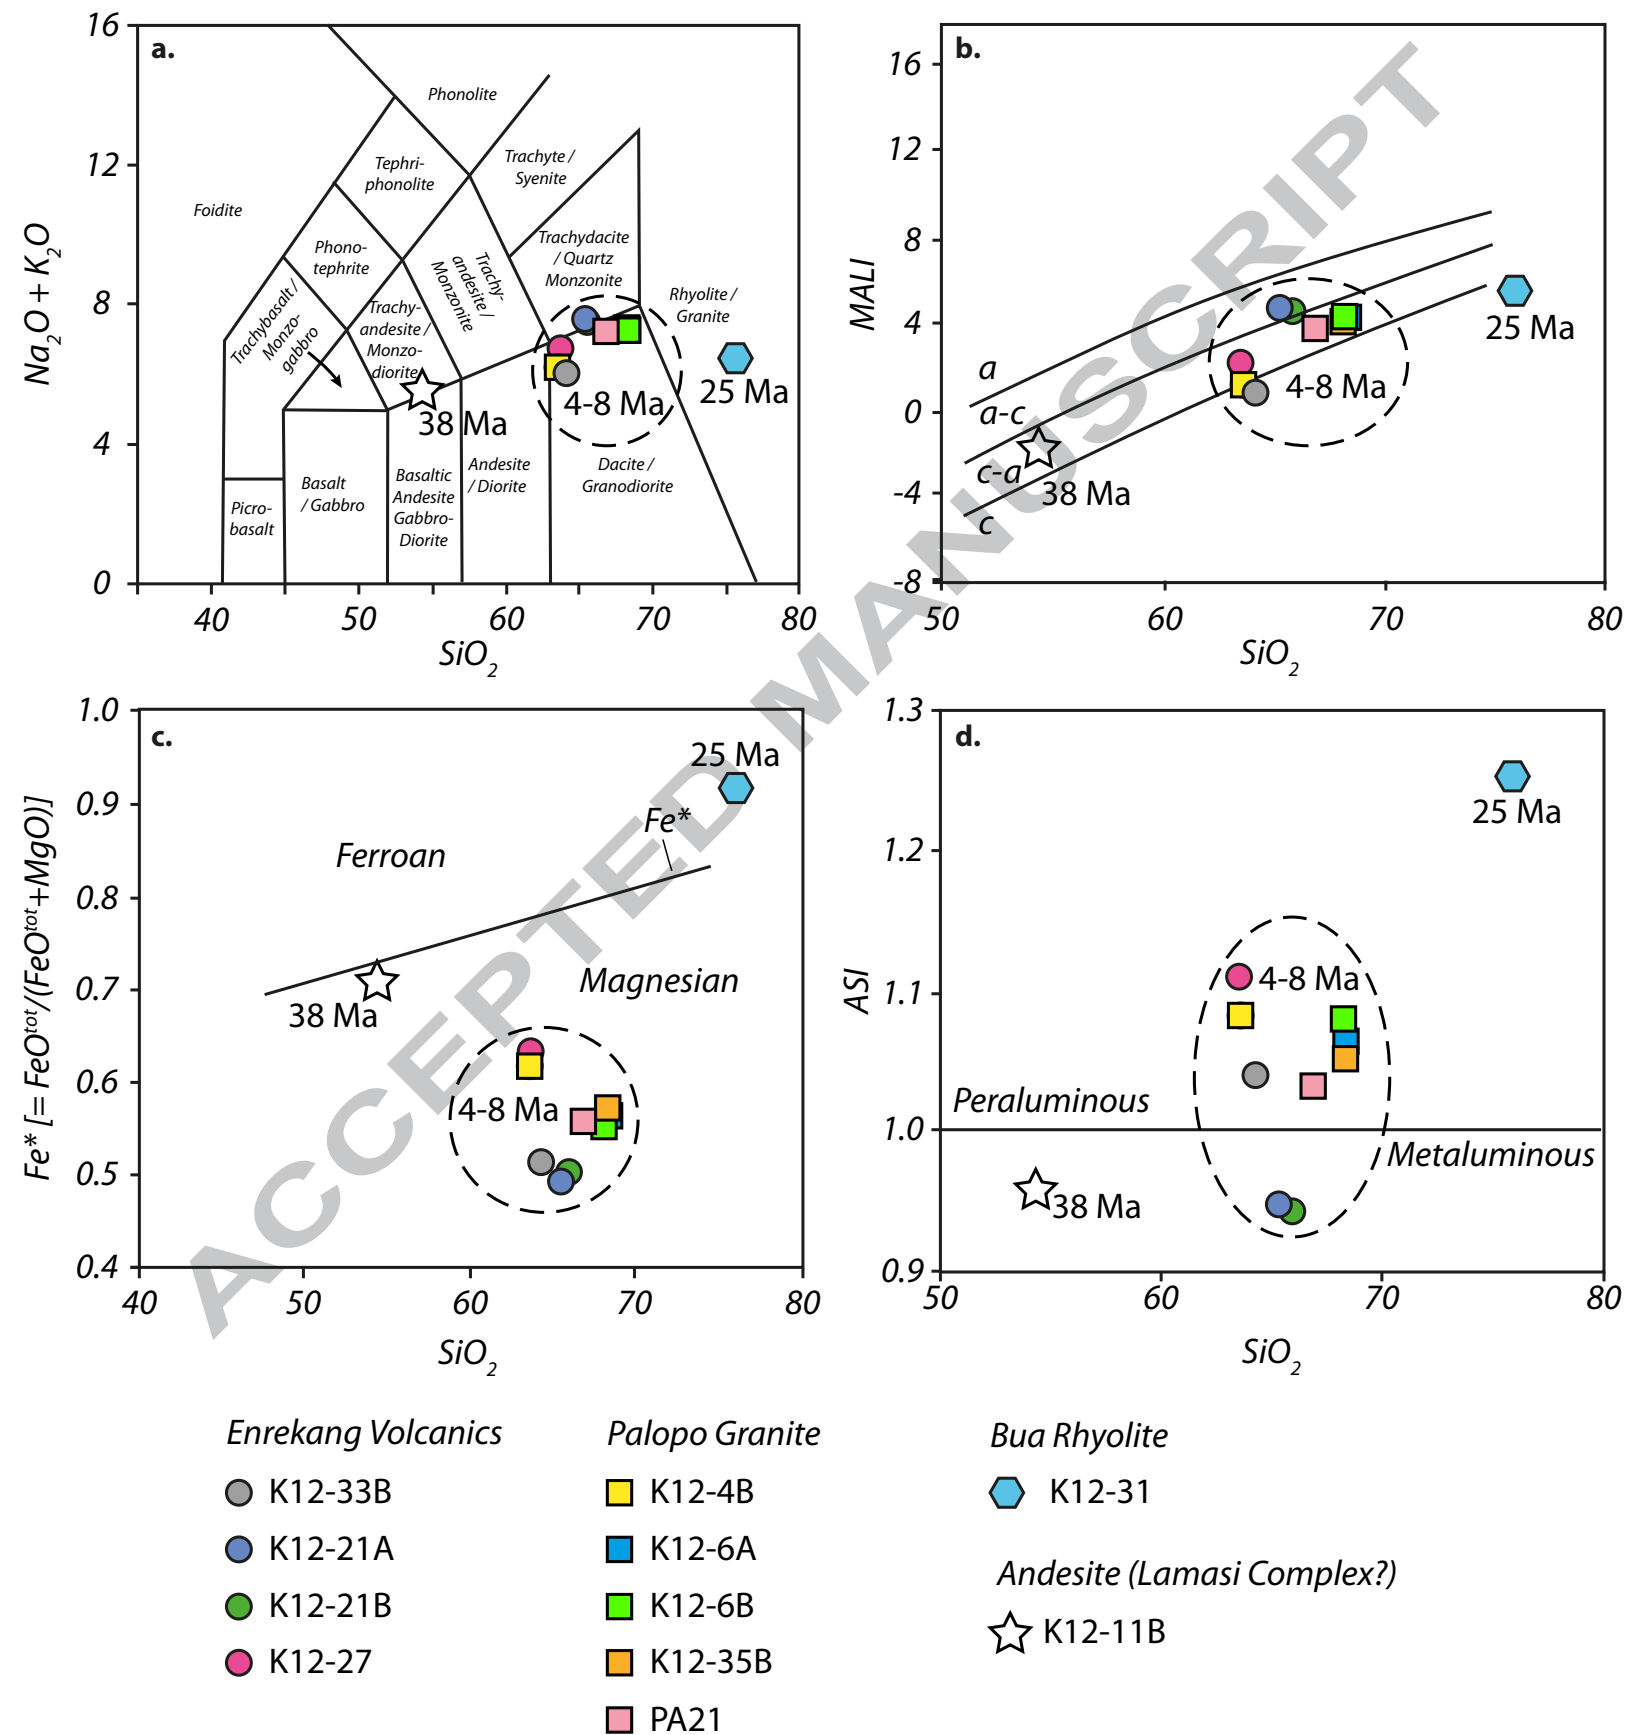 a.
16
12
8
4
0
Na2O + K2O
Phonolite
Tephri-
phonolite
Trachyte /
Syenite
Foidite
Phono-
tephrite
Trachydacite
/ Quartz
Monzonite
Trachy-
andesite /
Monzonite
Rhyolite /
Granite
Trachybasalt /
Monzo-
gabbro
Trachy-
andesite /
Monzo-
diorite
38 Ma
4-8 Ma
25 Ma
Picro-
basalt
Basalt
/ Gabbro
Basaltic
Andesite
Gabbro-
Diorite
Andesite
/ Diorite
Dacite /
Granodiorite
40
50
60
70
80
SiO2
b.
16
12
8
4
0
-4
-8
MALI
a
a-c
c-a
c
38 Ma
4-8 Ma
25 Ma
50
60
70
80
SiO2
c.
1.0
0.9
0.8
0.7
0.6
0.5
0.4
Fe* [= FeOtot/(FeOtot+MgO)]
25 Ma
Fe*
Ferroan
Magnesian
38 Ma
4-8 Ma
40
50
60
70
80
SiO2
d.
1.3
1.2
1.1
1.0
0.9
ASI
25 Ma
4-8 Ma
Peraluminous
Metaluminous
38 Ma
50
60
70
80
SiO2
ACCEPTED MANUSCRIPT
Enrekang Volcanics
K12-33B
K12-21A
K12-21B
K12-27
Palopo Granite
K12-4B
K12-6A
K12-6B
K12-35B
PA21
Bua Rhyolite
K12-31
Andesite (Lamasi Complex?)
K12-11B